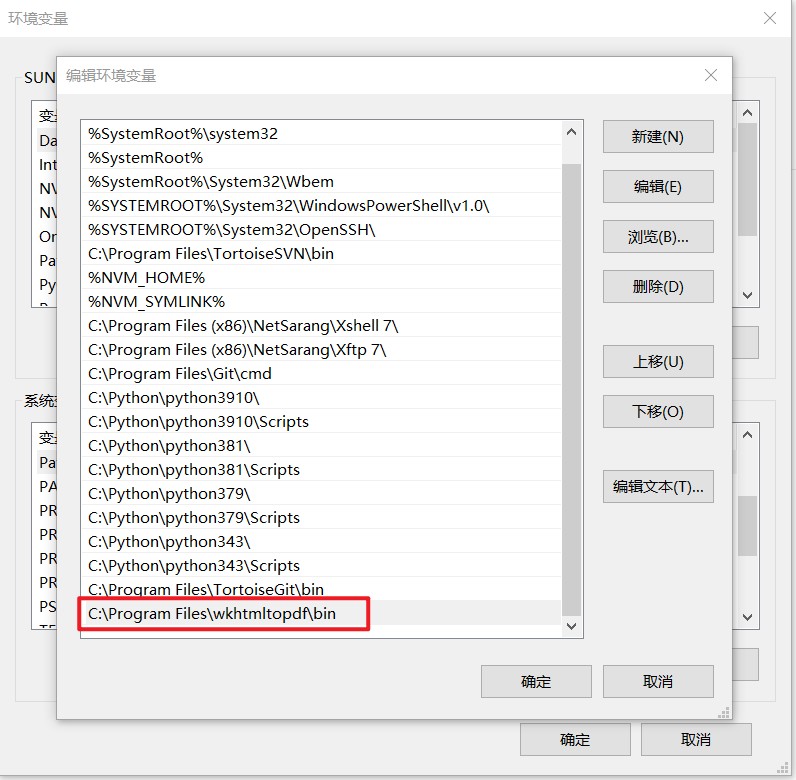 环境变量
编辑环境变量
SUN
变
Da
Int
NV
NV
On
Pa
Py
系统
变
Pa
PA
PR
PR
PR
PR
PS
%SystemRoot%\system32
%SystemRoot%
%SystemRoot%\System32\Wbem
%SYSTEMROOT%\System32\WindowsPowerShell\v1.0\
%SYSTEMROOT%\System32\OpenSSH\
C:\Program Files\TortoiseSVN\bin
%NVM_HOME%
%NVM_SYMLINK%
C:\Program Files (x86)\NetSarang\Xshell 7\
C:\Program Files (x86)\NetSarang\Xftp 7\
C:\Program Files\Git\cmd
C:\Python\python3910\
C:\Python\python3910\Scripts
C:\Python\python381\
C:\Python\python381\Scripts
C:\Python\python379\
C:\Python\python379\Scripts
C:\Python\python343\
C:\Python\python343\Scripts
C:\Program Files\TortoiseGit\bin
C:\Program Files\wkhtmltopdf\bin
新建(N)
编辑(E)
浏览(B)...
删除(D)
上移(U)
下移(O)
编辑文本(T)...
确定
取消
确定
取消